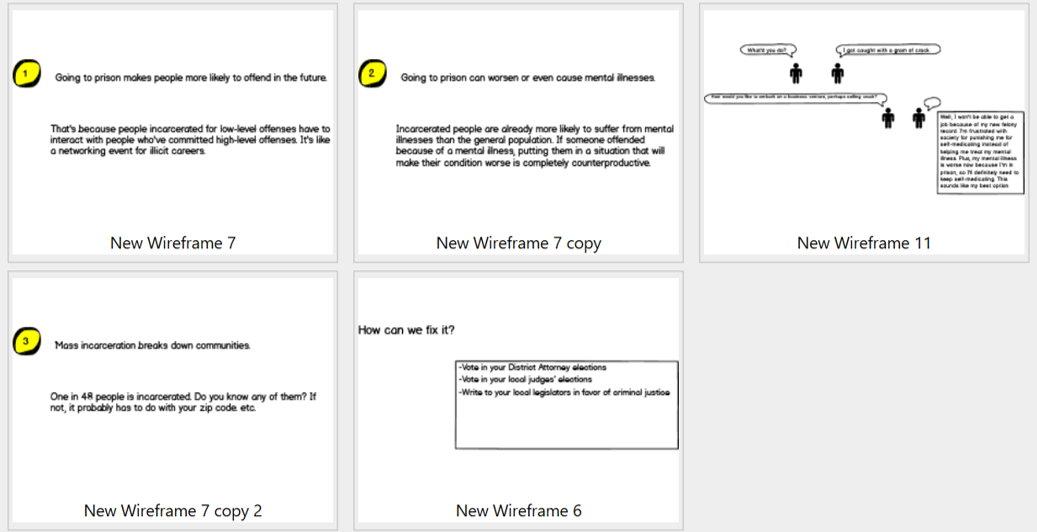 1
Going to prison makes people more likely to offend in the future.
That's because people incarcerated for low-level offenses have to
interact with people who've committed high-level offenses. It's like
a networking event for illicit careers.
New Wireframe 7
2
Going to prison can worsen or even cause mental illnesses.
Incarcerated people are already more likely to suffer from mental
illnesses than the general population. If someone offended
because of a mental illness, putting them in a situation that will
make their condition worse is completely counterproductive.
New Wireframe 7 copy
What'd you do?
I got caught with a gram of crack.
How would you like to embark on a business venture, perhaps selling crack?
Well, I won't be able to get a
job because of my new felony
record. I'm frustrated with
society for punishing me for
self-medicating instead of
helping me treat my mental
illness. Plus, my mental illness
is worse now because I'm in
prison, so I'll definitely need to
keep self-medicating. This
sounds like my best option
New Wireframe 11
3
Mass incarceration breaks down communities.
One in 48 people is incarcerated. Do you know any of them? If
not, it probably has to do with your zip code. etc.
New Wireframe 7 copy 2
How can we fix it?
-Vote in your District Attorney elections
-Vote in your local judges' elections
-Write to your local legislators in favor of criminal justice
New Wireframe 6